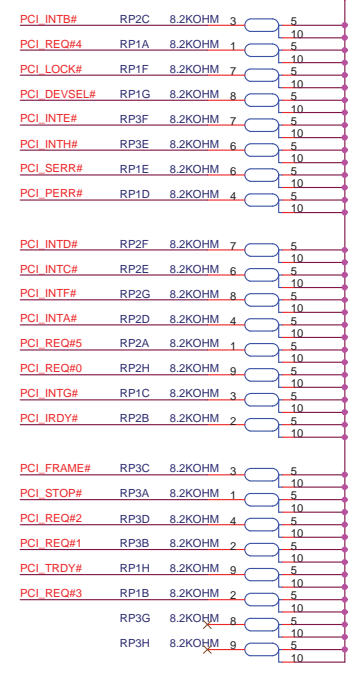 PCI_INTB# RP2C 8.2KOHM 3 5
10
PCI_REQ#4 RP1A 8.2KOHM 1 5
10
PCI_LOCK# RP1F 8.2KOHM 7 5
10
PCI_DEVSEL# RP1G 8.2KOHM 8 5
10
PCI_INTE# RP3F 8.2KOHM 7 5
10
PCI_INTH# RP3E 8.2KOHM 6 5
10
PCI_SERR# RP1E 8.2KOHM 6 5
10
PCI_PERR# RP1D 8.2KOHM 4 5
10
PCI_INTD# RP2F 8.2KOHM 7 5
10
PCI_INTC# RP2E 8.2KOHM 6 5
10
PCI_INTF# RP2G 8.2KOHM 8 5
10
PCI_INTA# RP2D 8.2KOHM 4 5
10
PCI_REQ#5 RP2A 8.2KOHM 1 5
10
PCI_REQ#0 RP2H 8.2KOHM 9 5
10
PCI_INTG# RP1C 8.2KOHM 3 5
10
PCI_IRDY# RP2B 8.2KOHM 2 5
10
PCI_FRAME# RP3C 8.2KOHM 3 5
10
PCI_STOP# RP3A 8.2KOHM 1 5
10
PCI_REQ#2 RP3D 8.2KOHM 4 5
10
PCI_REQ#1 RP3B 8.2KOHM 2 5
10
PCI_TRDY# RP1H 8.2KOHM 9 5
10
PCI_REQ#3 RP1B 8.2KOHM 2 5
10
RP3G 8.2KOHM 8 5
10
RP3H 8.2KOHM 9 5
10